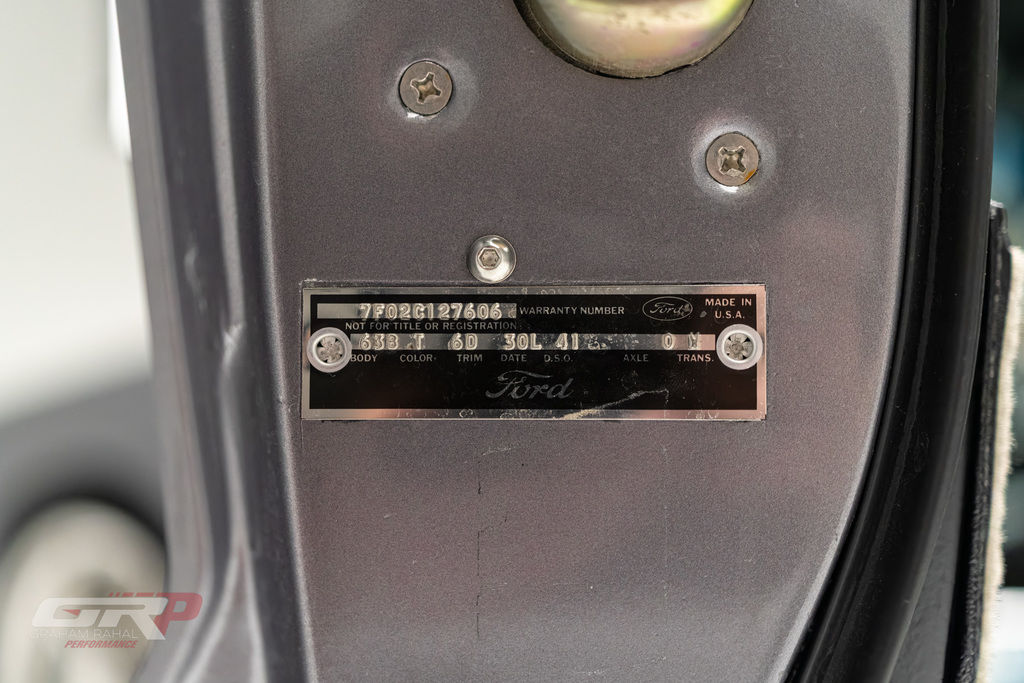 7F02C127606 WARRANTY NUMBER Ford MADE IN U.S.A.
NOT FOR TITLE OR REGISTRATION
63B T 6D 30L 41 0 M
BODY COLOR TRIM DATE D.S.O. AXLE TRANS.
Ford
GRP
GRAHAM RAHAL
PERFORMANCE